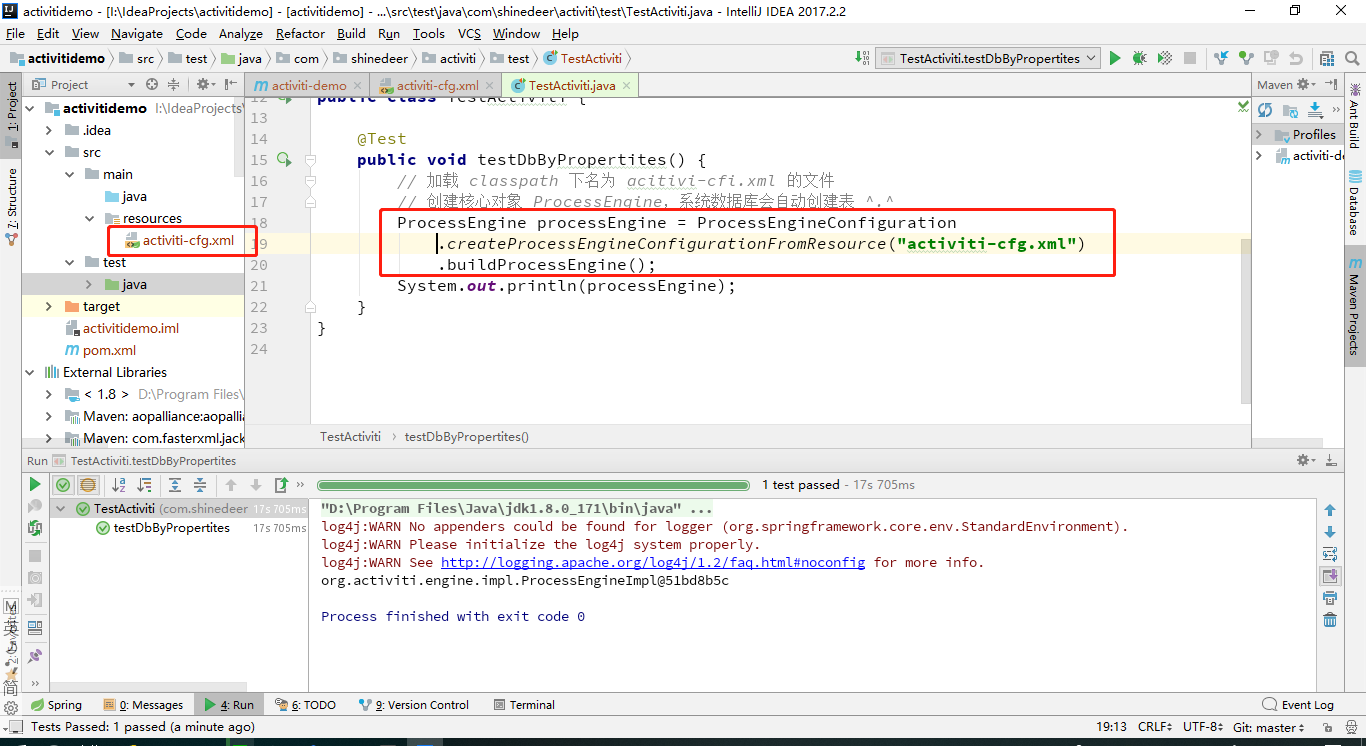 activitidemo - [I:\IdeaProjects\activitidemo] - [activitidemo] - ...\src\test\java\com\shinedeer\activiti\test\TestActiviti.java - IntelliJ IDEA 2017.2.2
File Edit View Navigate Code Analyze Refactor Build Run Tools VCS Window Help
activitidemo src test java com shinedeer activiti test TestActiviti TestActiviti.testDbByPropertites
1: Project
7: Structure
Project
activitidemo I:\IdeaProjects\
.idea
src
main
java
resources
activiti-cfg.xml
test
java
target
activitidemo.iml
pom.xml
External Libraries
< 1.8 > D:\Program Files\
Maven: aopalliance:aopallia
Maven: com.fasterxml.jack
activiti-demo activiti-cfg.xml TestActiviti.java
12 public class TestActiviti {
13
14 @Test
15 public void testDbByPropertites() {
16 // 加载 classpath 下名为 acitivi-cfi.xml 的文件
17 // 创建核心对象 ProcessEngine，系统数据库会自动创建表 ^.^
18 ProcessEngine processEngine = ProcessEngineConfiguration
19 .createProcessEngineConfigurationFromResource("activiti-cfg.xml")
20 .buildProcessEngine();
21 System.out.println(processEngine);
22 }
23 }
24
TestActiviti testDbByPropertites()
Maven
Profiles
activiti-de
Ant Build
Database
Maven Projects
Run TestActiviti.testDbByPropertites
1 test passed - 17s 705ms
TestActiviti (com.shinedeer 17s 705ms
testDbByPropertites 17s 705ms
"D:\Program Files\Java\jdk1.8.0_171\bin\java" ...
log4j:WARN No appenders could be found for logger (org.springframework.core.env.StandardEnvironment).
log4j:WARN Please initialize the log4j system properly.
log4j:WARN See http://logging.apache.org/log4j/1.2/faq.html#noconfig for more info.
org.activiti.engine.impl.ProcessEngineImpl@51bd8b5c
Process finished with exit code 0
M
英
简
Spring 0: Messages 4: Run 6: TODO 9: Version Control Terminal Event Log
Tests Passed: 1 passed (a minute ago) 19:13 CRLF UTF-8 Git: master